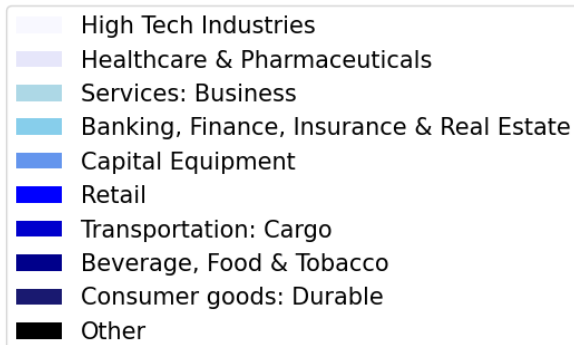 High Tech Industries
Healthcare & Pharmaceuticals
Services: Business
Banking, Finance, Insurance & Real Estate
Capital Equipment
Retail
Transportation: Cargo
Beverage, Food & Tobacco
Consumer goods: Durable
Other